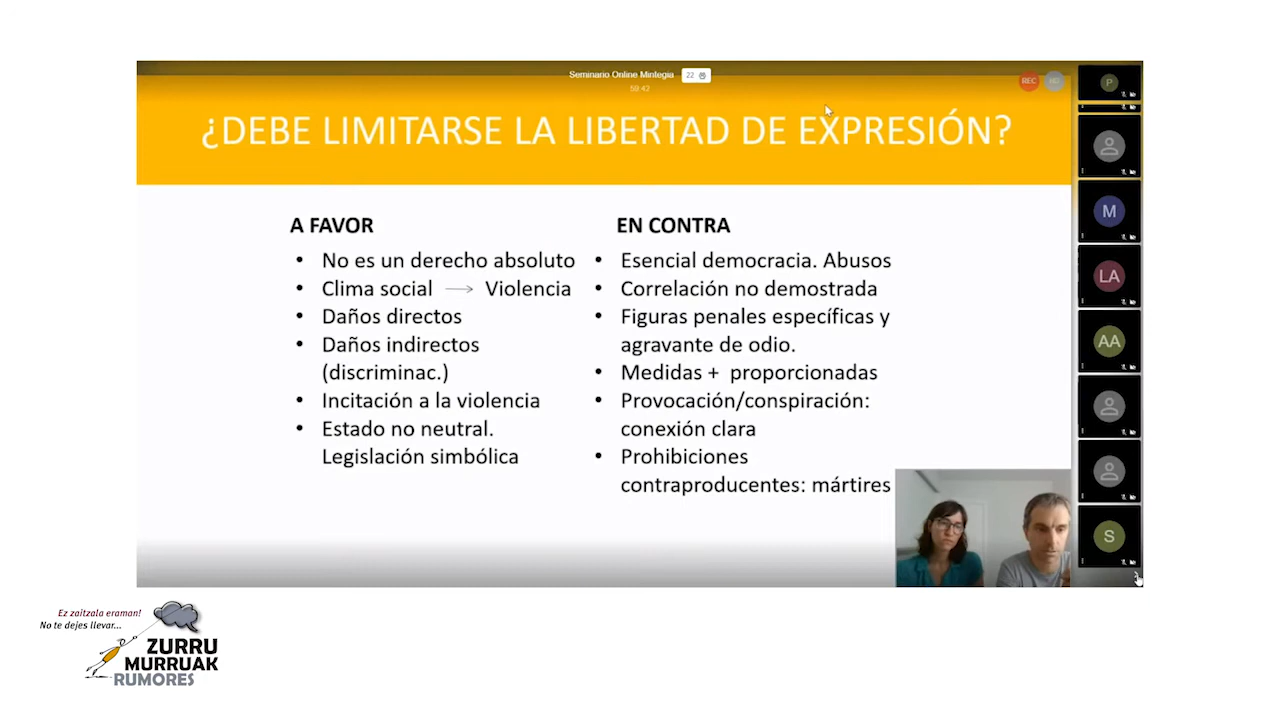 Seminario Online Mintegia 22
59:42
REC
¿DEBE LIMITARSE LA LIBERTAD DE EXPRESIÓN?
A FAVOR
• No es un derecho absoluto
• Clima social → Violencia
• Daños directos
• Daños indirectos
(discriminac.)
• Incitación a la violencia
• Estado no neutral.
Legislación simbólica
EN CONTRA
• Esencial democracia. Abusos
• Correlación no demostrada
• Figuras penales específicas y
agravante de odio.
• Medidas + proporcionadas
• Provocación/conspiración:
conexión clara
• Prohibiciones
contraproducentes: mártires
P
M
LA
AA
S
Ez zaitzala eraman!
No te dejes llevar...
ZURRU
MURRUAK
RUMORES